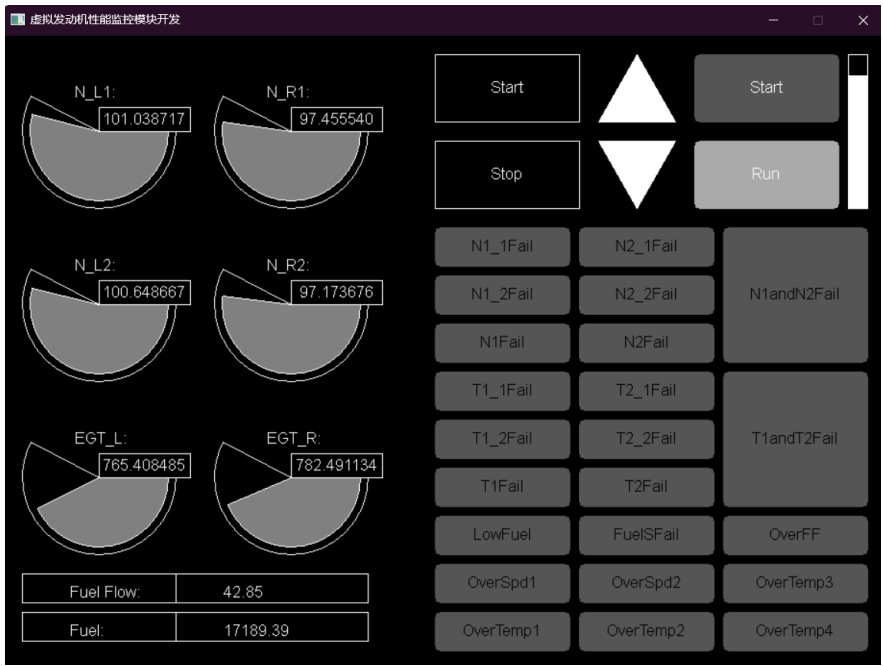 虚拟发动机性能监控模块开发
N_L1:
101.038717
N_R1:
97.455540
N_L2:
100.648667
N_R2:
97.173676
EGT_L:
765.408485
EGT_R:
782.491134
Fuel Flow: 42.85
Fuel: 17189.39
Start
Start
Stop
Run
N1_1Fail
N2_1Fail
N1_2Fail
N2_2Fail
N1andN2Fail
N1Fail
N2Fail
T1_1Fail
T2_1Fail
T1_2Fail
T2_2Fail
T1andT2Fail
T1Fail
T2Fail
LowFuel
FuelSFail
OverFF
OverSpd1
OverSpd2
OverTemp3
OverTemp1
OverTemp2
OverTemp4